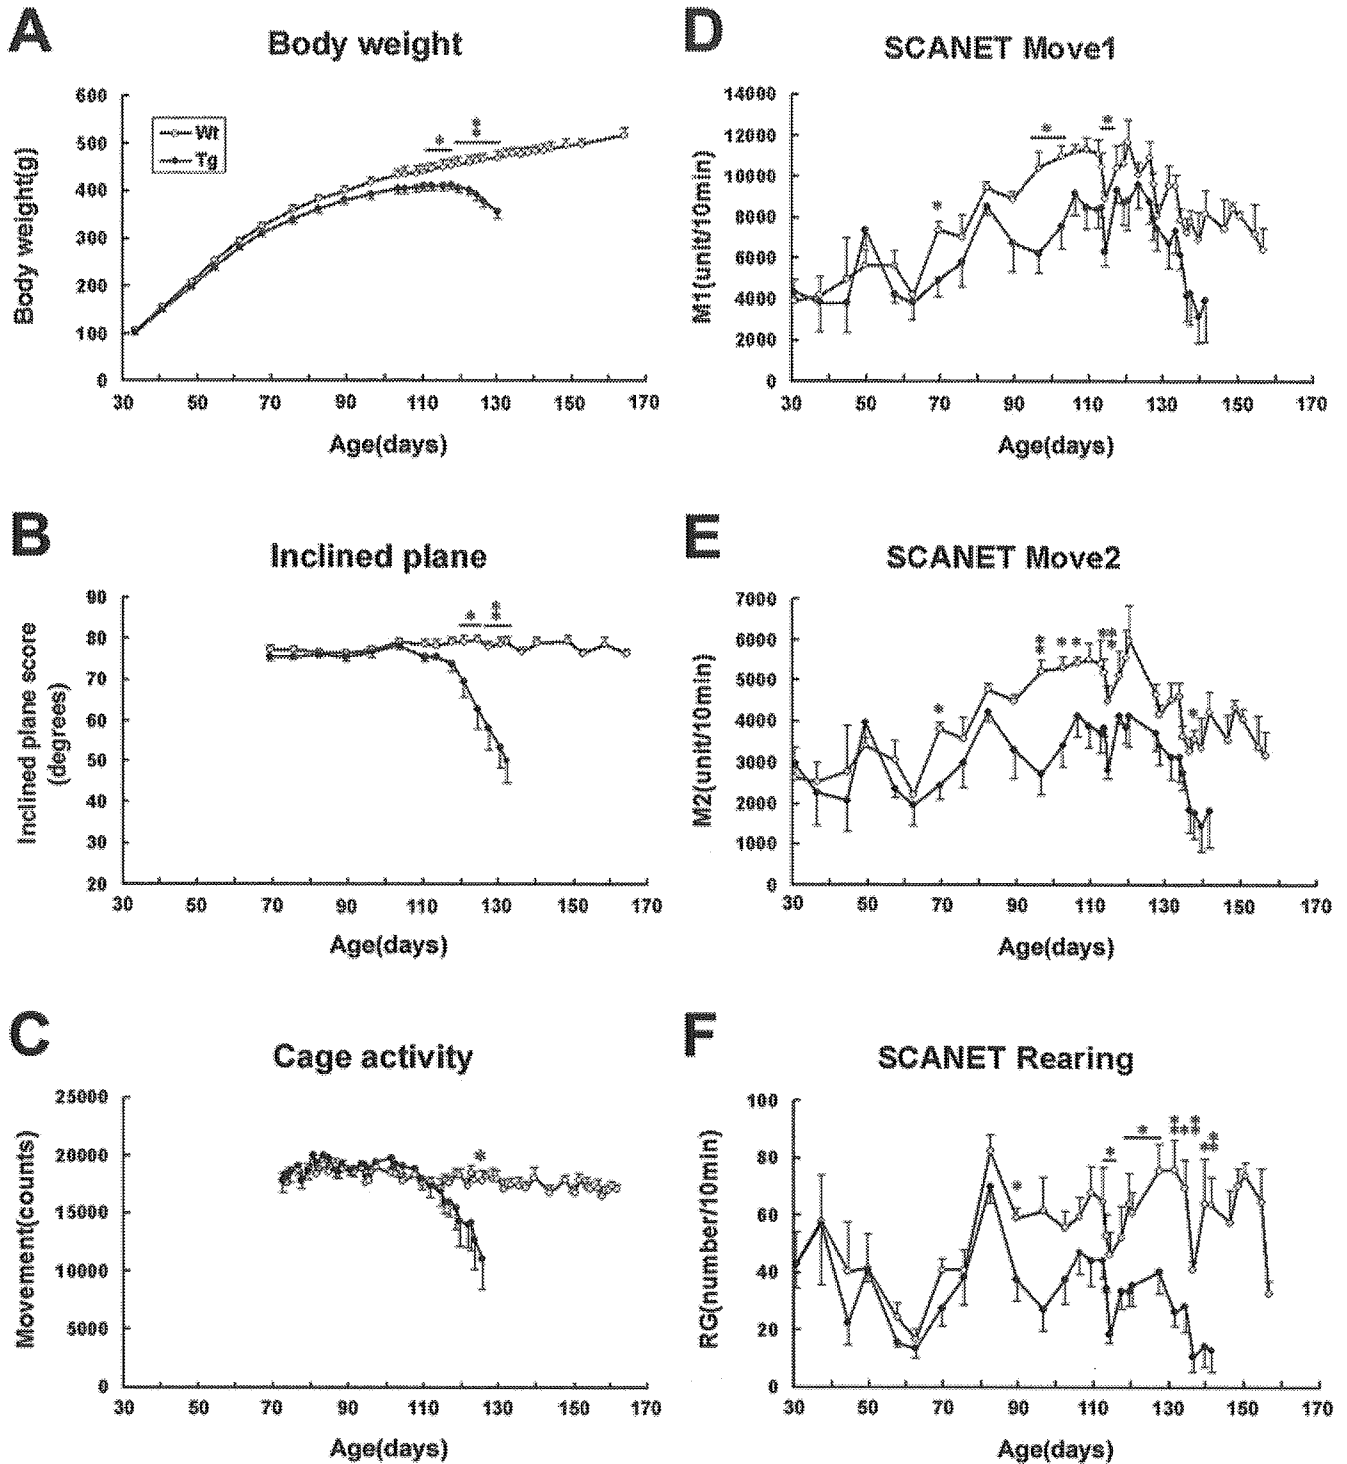 A
Body weight
Body weight(g)
600
500
400
300
200
100
0
Wt
Tg
*
**
30 50 70 90 110 130 150 170
Age(days)
B
Inclined plane
Inclined plane score
(degrees)
90
80
70
60
50
40
30
20
*
**
30 50 70 90 110 130 150 170
Age(days)
C
Cage activity
Movement(counts)
25000
20000
15000
10000
5000
0
*
30 50 70 90 110 130 150 170
Age(days)
D
SCANET Move1
M1(unit/10min)
14000
12000
10000
8000
6000
4000
2000
0
* * *
30 50 70 90 110 130 150 170
Age(days)
E
SCANET Move2
M2(unit/10min)
7000
6000
5000
4000
3000
2000
1000
0
* ** * * * ** *
30 50 70 90 110 130 150 170
Age(days)
F
SCANET Rearing
RG(number/10min)
100
80
60
40
20
0
* * * ** * ** * **
30 50 70 90 110 130 150 170
Age(days)